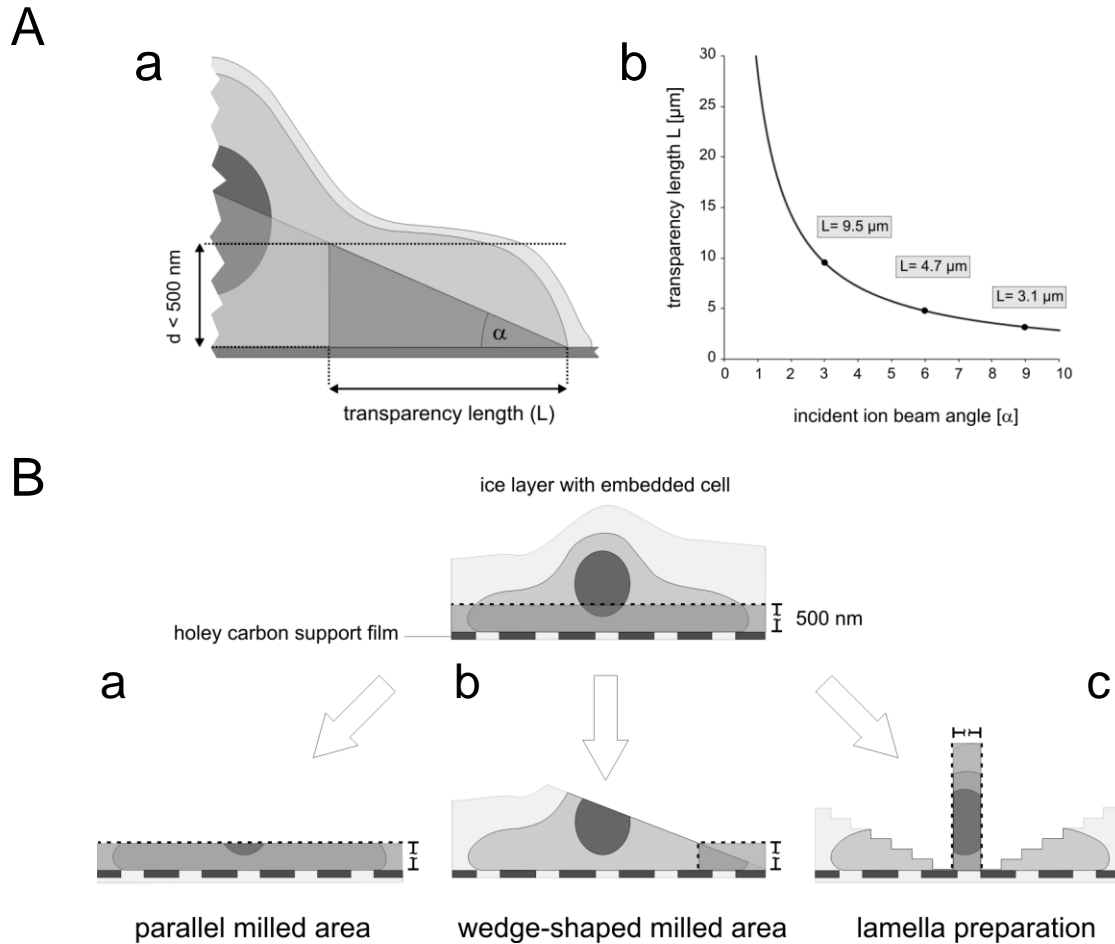 A
a
d < 500 nm
α
transparency length (L)
b
transparency length L [µm]
30
25
20
15
10
5
0
L= 9.5 µm
L= 4.7 µm
L= 3.1 µm
0 1 2 3 4 5 6 7 8 9 10
incident ion beam angle [α]
B
ice layer with embedded cell
500 nm
holey carbon support film
a
b
c
parallel milled area
wedge-shaped milled area
lamella preparation